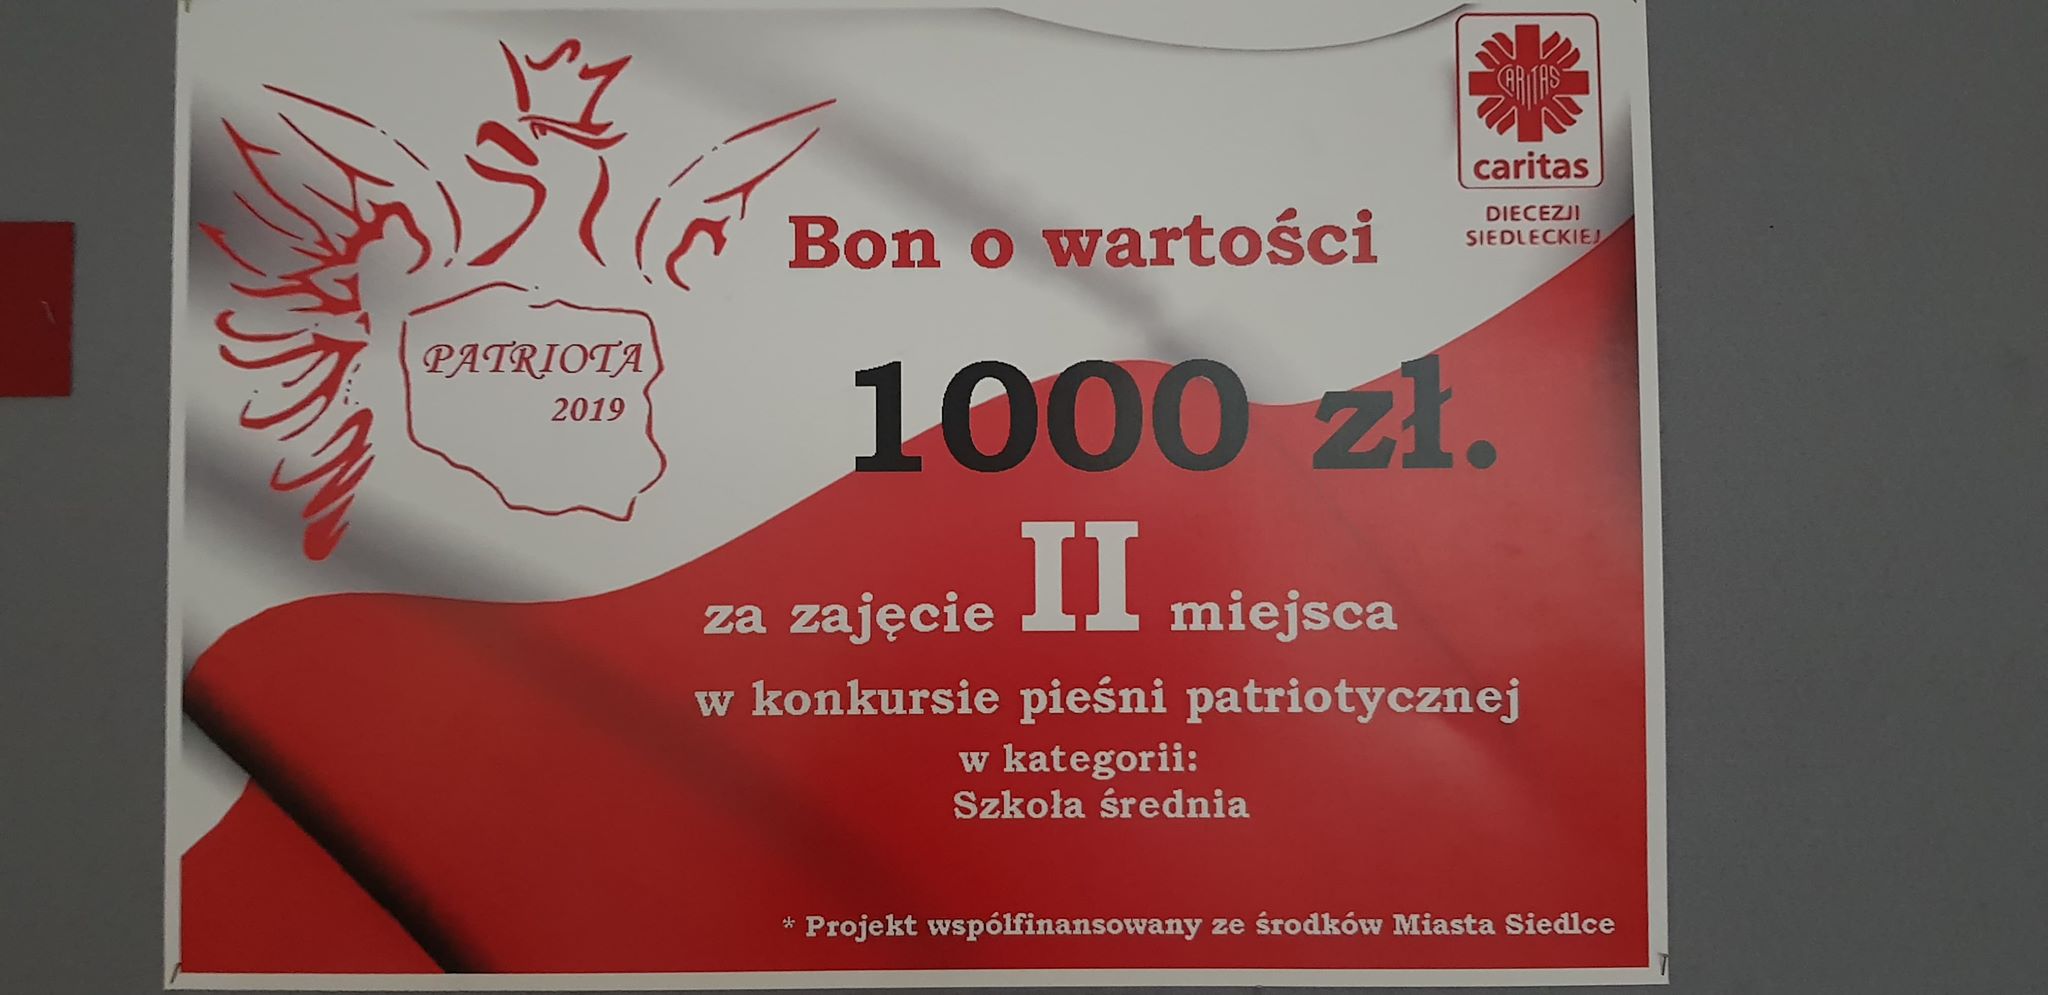 CARITAS
caritas
DIECEZJI
SIEDLECKIEJ
Bon o wartości
PATRIOTA
2019
1000 zł.
za zajęcie II miejsca
w konkursie pieśni patriotycznej
w kategorii:
Szkoła średnia
* Projekt współfinansowany ze środków Miasta Siedlce